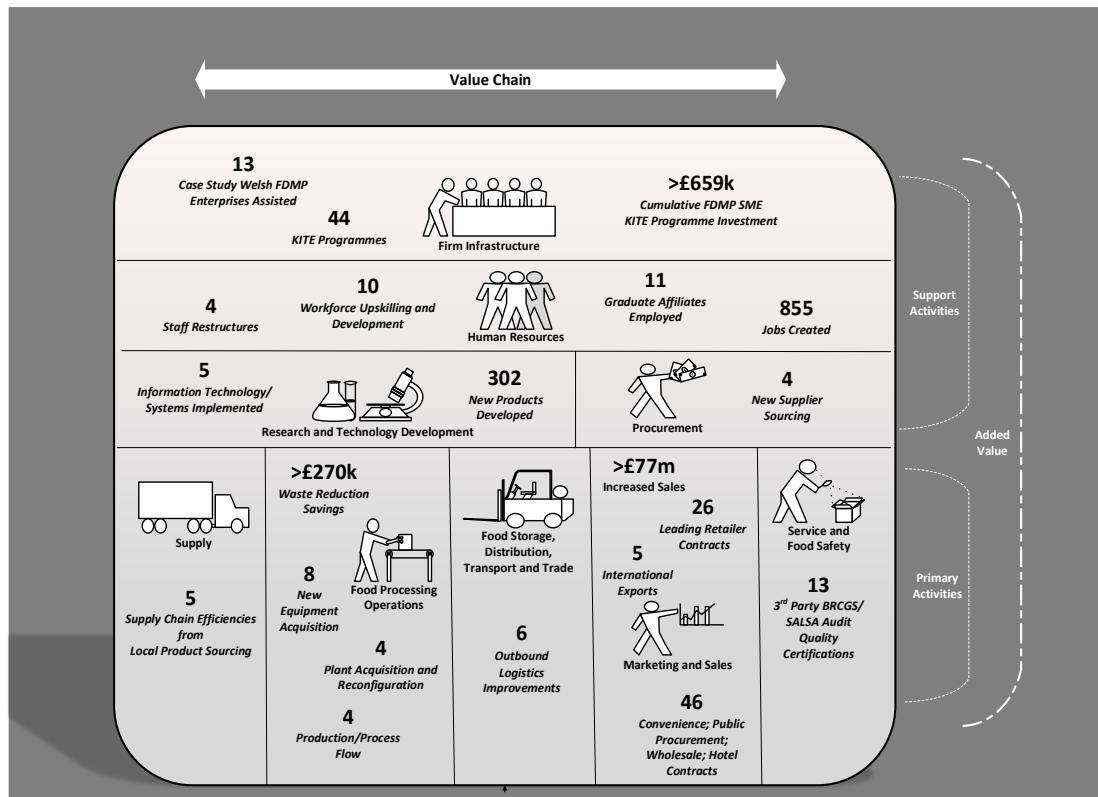 Value Chain
13
Case Study Welsh FDMP
Enterprises Assisted
44
KITE Programmes
Firm Infrastructure
>£659k
Cumulative FDMP SME
KITE Programme Investment
4
Staff Restructures
10
Workforce Upskilling and
Development
Human Resources
11
Graduate Affiliates
Employed
855
Jobs Created
5
Information Technology/
Systems Implemented
Research and Technology Development
302
New Products
Developed
Procurement
4
New Supplier
Sourcing
Supply
5
Supply Chain Efficiencies
from
Local Product Sourcing
>£270k
Waste Reduction
Savings
Food Processing
Operations
8
New
Equipment
Acquisition
4
Plant Acquisition and
Reconfiguration
4
Production/Process
Flow
Food Storage,
Distribution,
Transport and Trade
6
Outbound
Logistics
Improvements
>£77m
Increased Sales
26
Leading Retailer
Contracts
5
International
Exports
Marketing and Sales
46
Convenience; Public
Procurement;
Wholesale; Hotel
Contracts
Service and
Food Safety
13
3rd Party BRCGS/
SALSA Audit
Quality
Certifications
Support
Activities
Primary
Activities
Added
Value